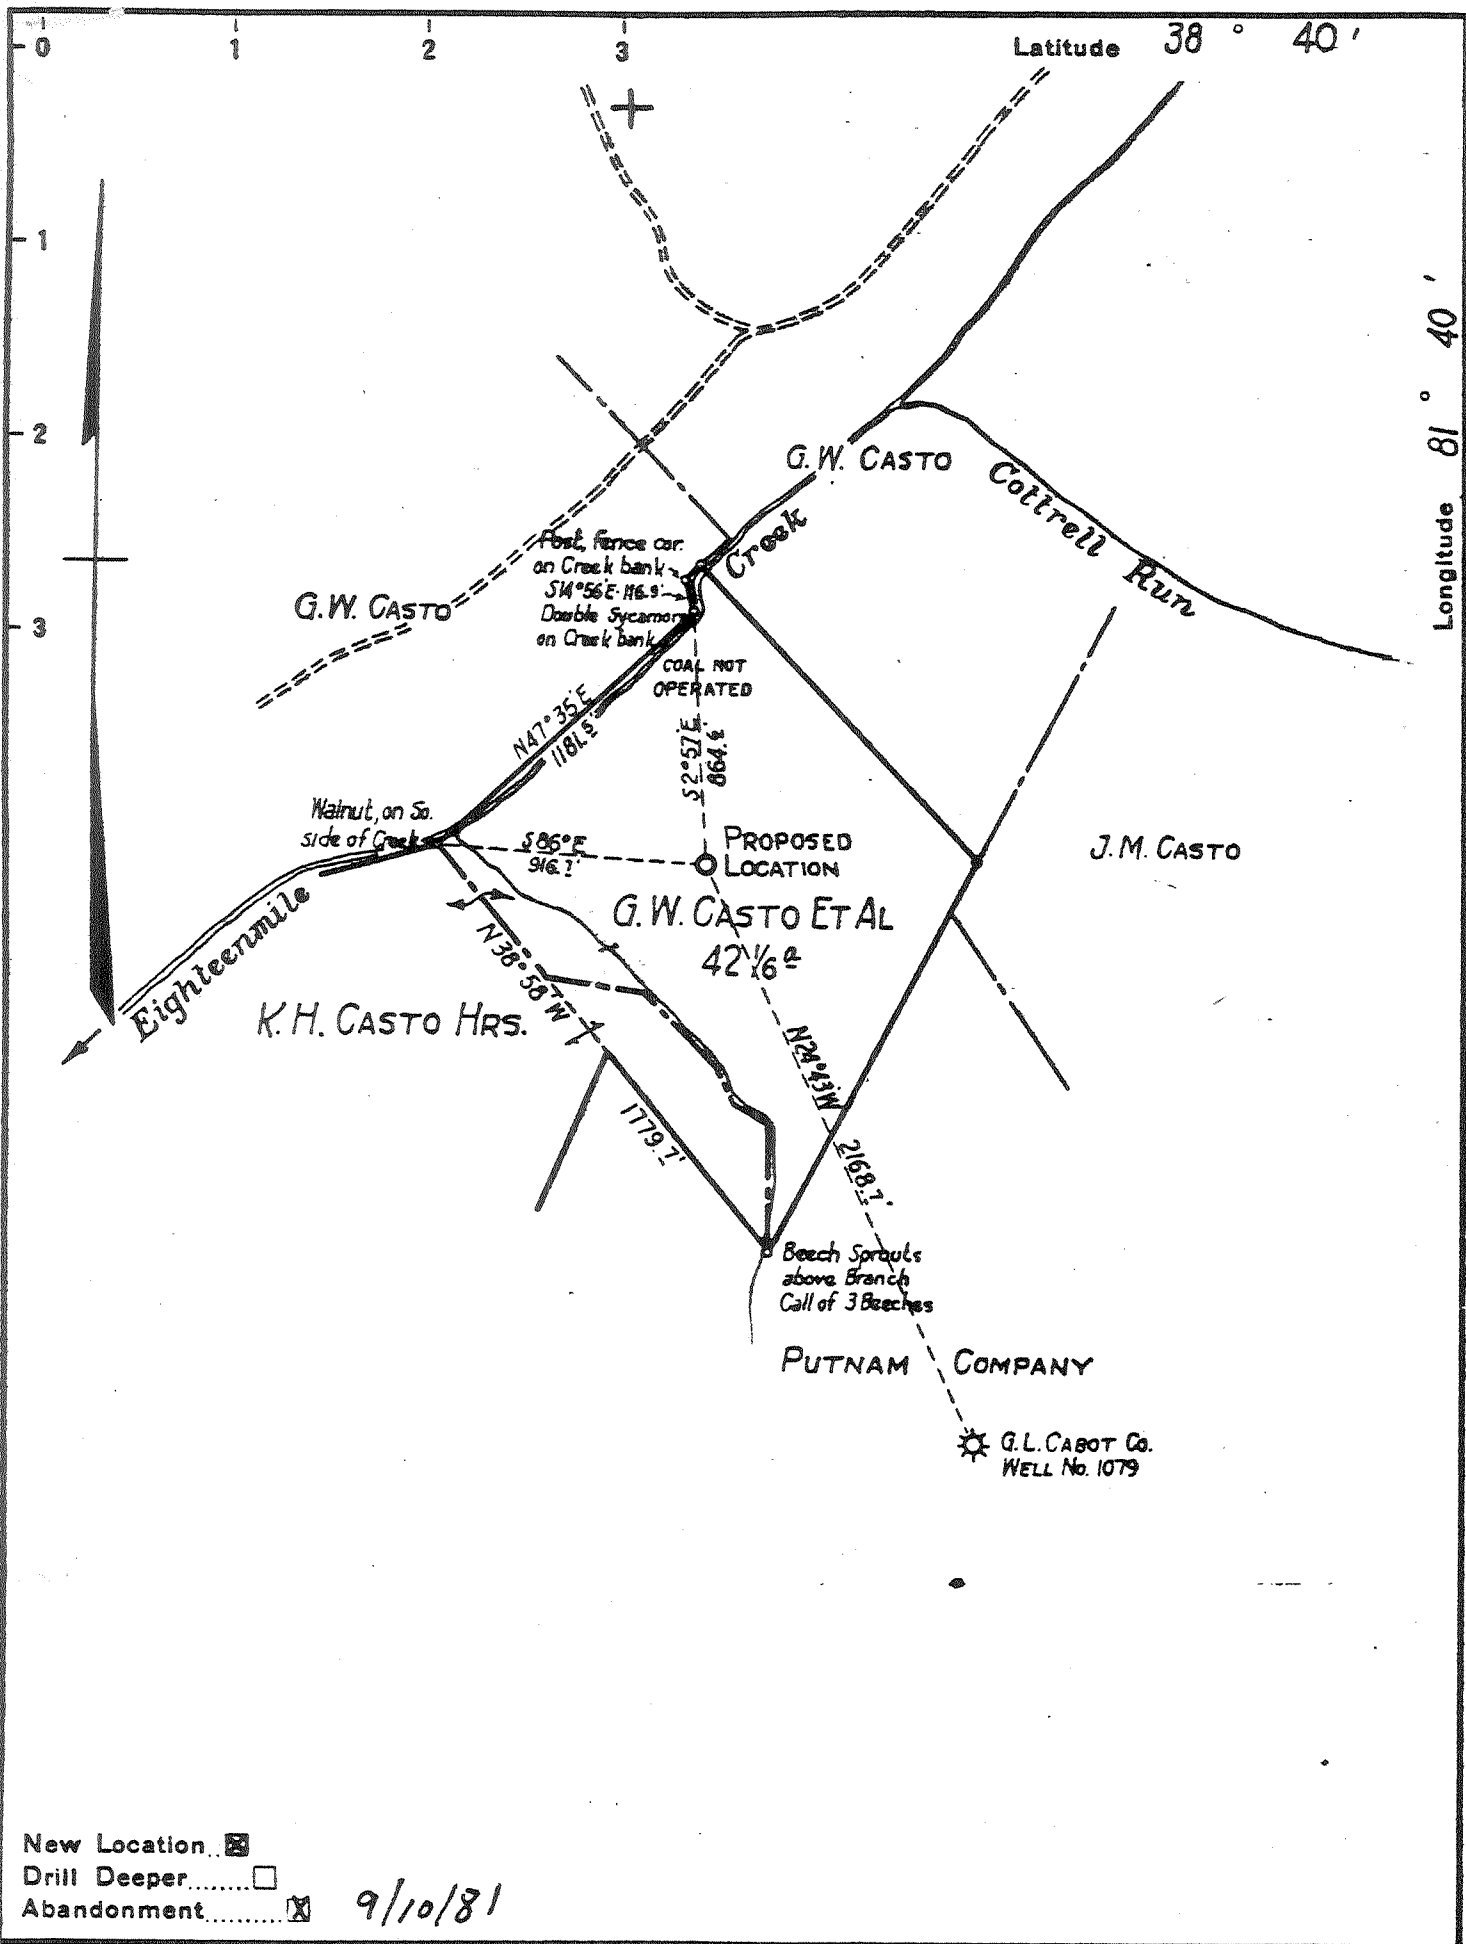 0 1 2 3
Latitude 38° 40'
1
2
3
Longitude 81° 40'
G.W. CASTO
Cottrell Run
Creek
Post, fence cor.
on Creek bank
S14°56'E-116.9'
Double Sycamore
on Creek bank
G.W. CASTO
COAL NOT
OPERATED
N47°35'E
1181.5'
S2°57'E
864.6'
Walnut, on So.
side of Creek
S86°E
916.7'
PROPOSED
LOCATION
J.M. CASTO
G.W. CASTO ET AL
42 1/6 a
Eighteenmile
N38°58'W
K.H. CASTO HRS.
N24°43'W
1779.7'
2168.7'
Beech Sprouts
above Branch
Call of 3 Beeches
PUTNAM COMPANY
G.L. CABOT CO.
WELL No. 1079
New Location
Drill Deeper
Abandonment 9/10/81